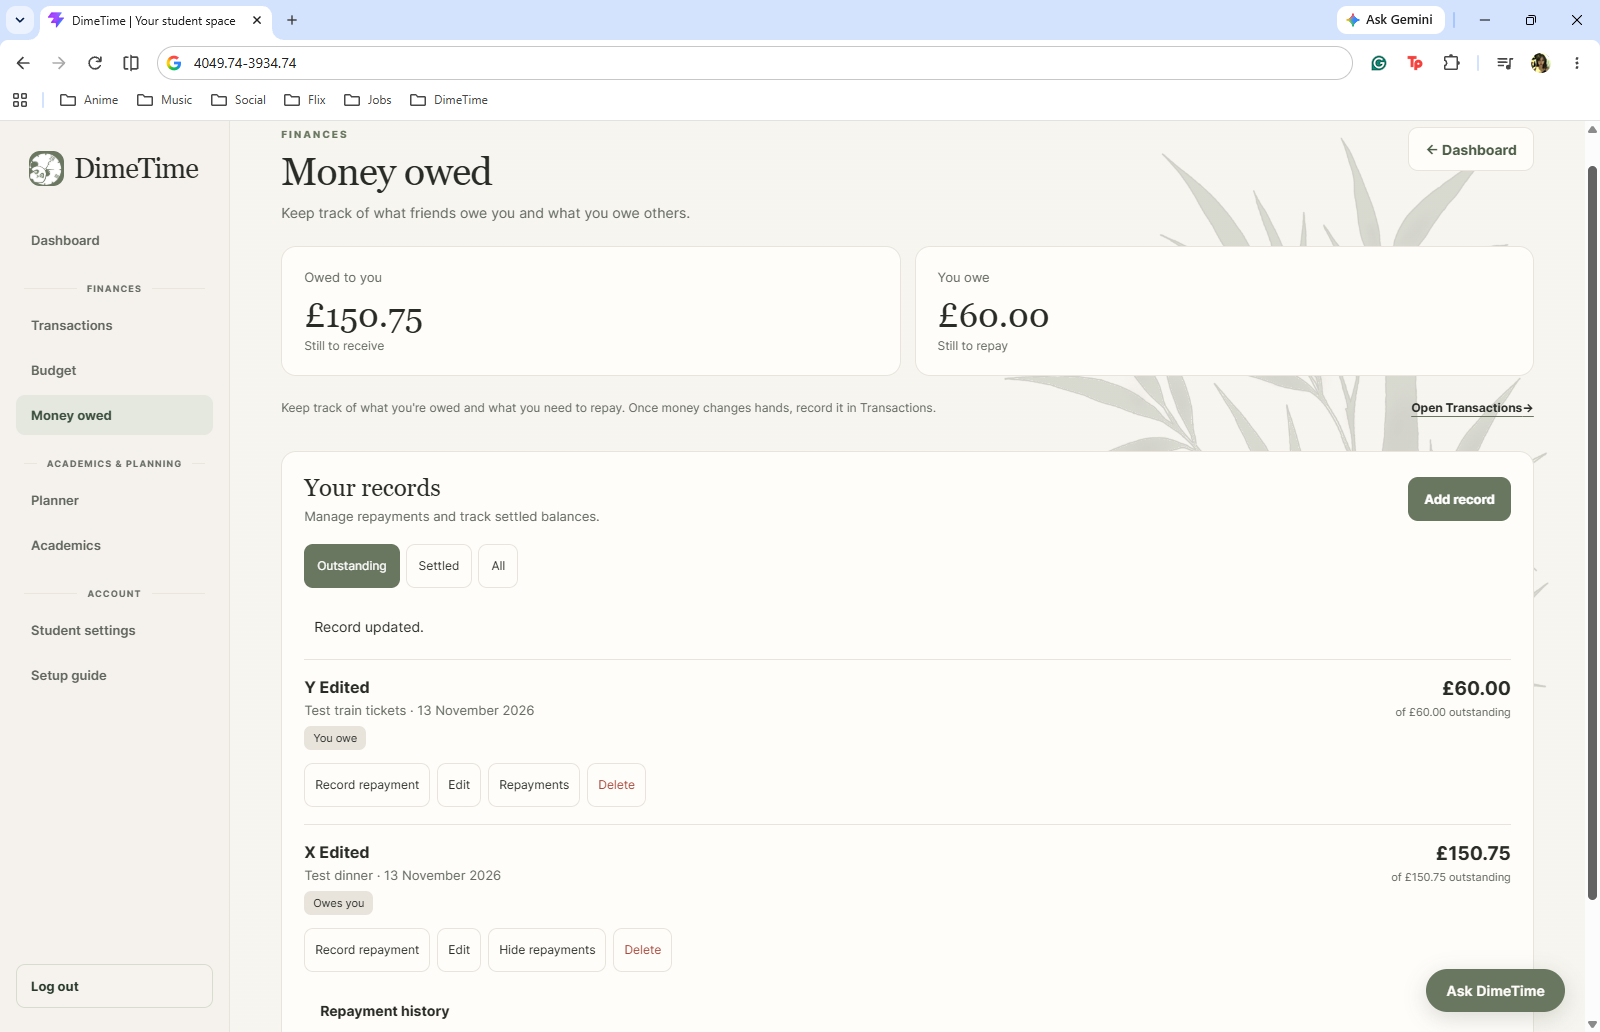 DimeTime | Your student space
Ask Gemini
4049.74-3934.74
Anime
Music
Social
Flix
Jobs
DimeTime
DimeTime
Dashboard
FINANCES
Transactions
Budget
Money owed
ACADEMICS & PLANNING
Planner
Academics
ACCOUNT
Student settings
Setup guide
Log out
FINANCES
Money owed
Keep track of what friends owe you and what you owe others.
← Dashboard
Owed to you
£150.75
Still to receive
You owe
£60.00
Still to repay
Keep track of what you're owed and what you need to repay. Once money changes hands, record it in Transactions.
Open Transactions→
Your records
Manage repayments and track settled balances.
Add record
Outstanding
Settled
All
Record updated.
Y Edited
£60.00
Test train tickets · 13 November 2026
of £60.00 outstanding
You owe
Record repayment
Edit
Repayments
Delete
X Edited
£150.75
Test dinner · 13 November 2026
of £150.75 outstanding
Owes you
Record repayment
Edit
Hide repayments
Delete
Repayment history
Ask DimeTime